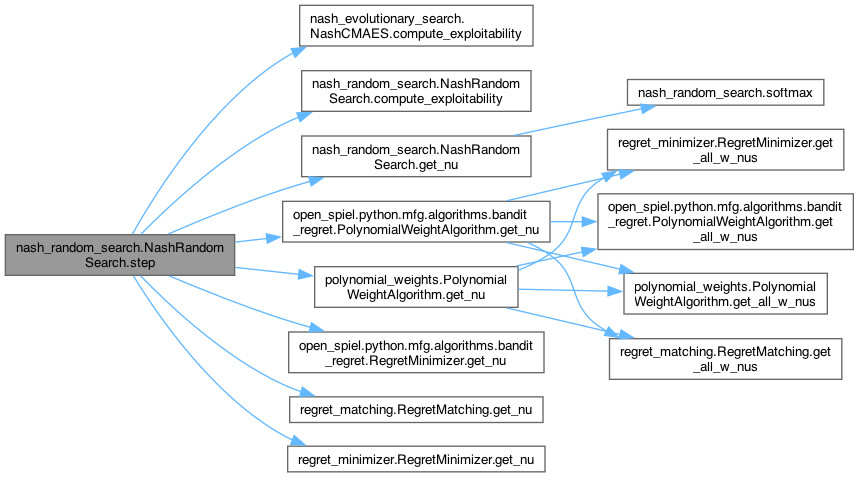 nash_random_search.NashRandom
Search.step
nash_evolutionary_search.
NashCMAES.compute_exploitability
nash_random_search.NashRandom
Search.compute_exploitability
nash_random_search.NashRandom
Search.get_nu
open_spiel.python.mfg.algorithms.bandit
_regret.PolynomialWeightAlgorithm.get_nu
polynomial_weights.Polynomial
WeightAlgorithm.get_nu
open_spiel.python.mfg.algorithms.bandit
_regret.RegretMinimizer.get_nu
regret_matching.RegretMatching.get_nu
regret_minimizer.RegretMinimizer.get_nu
nash_random_search.softmax
regret_minimizer.RegretMinimizer.get
_all_w_nus
open_spiel.python.mfg.algorithms.bandit
_regret.PolynomialWeightAlgorithm.get
_all_w_nus
polynomial_weights.Polynomial
WeightAlgorithm.get_all_w_nus
regret_matching.RegretMatching.get
_all_w_nus